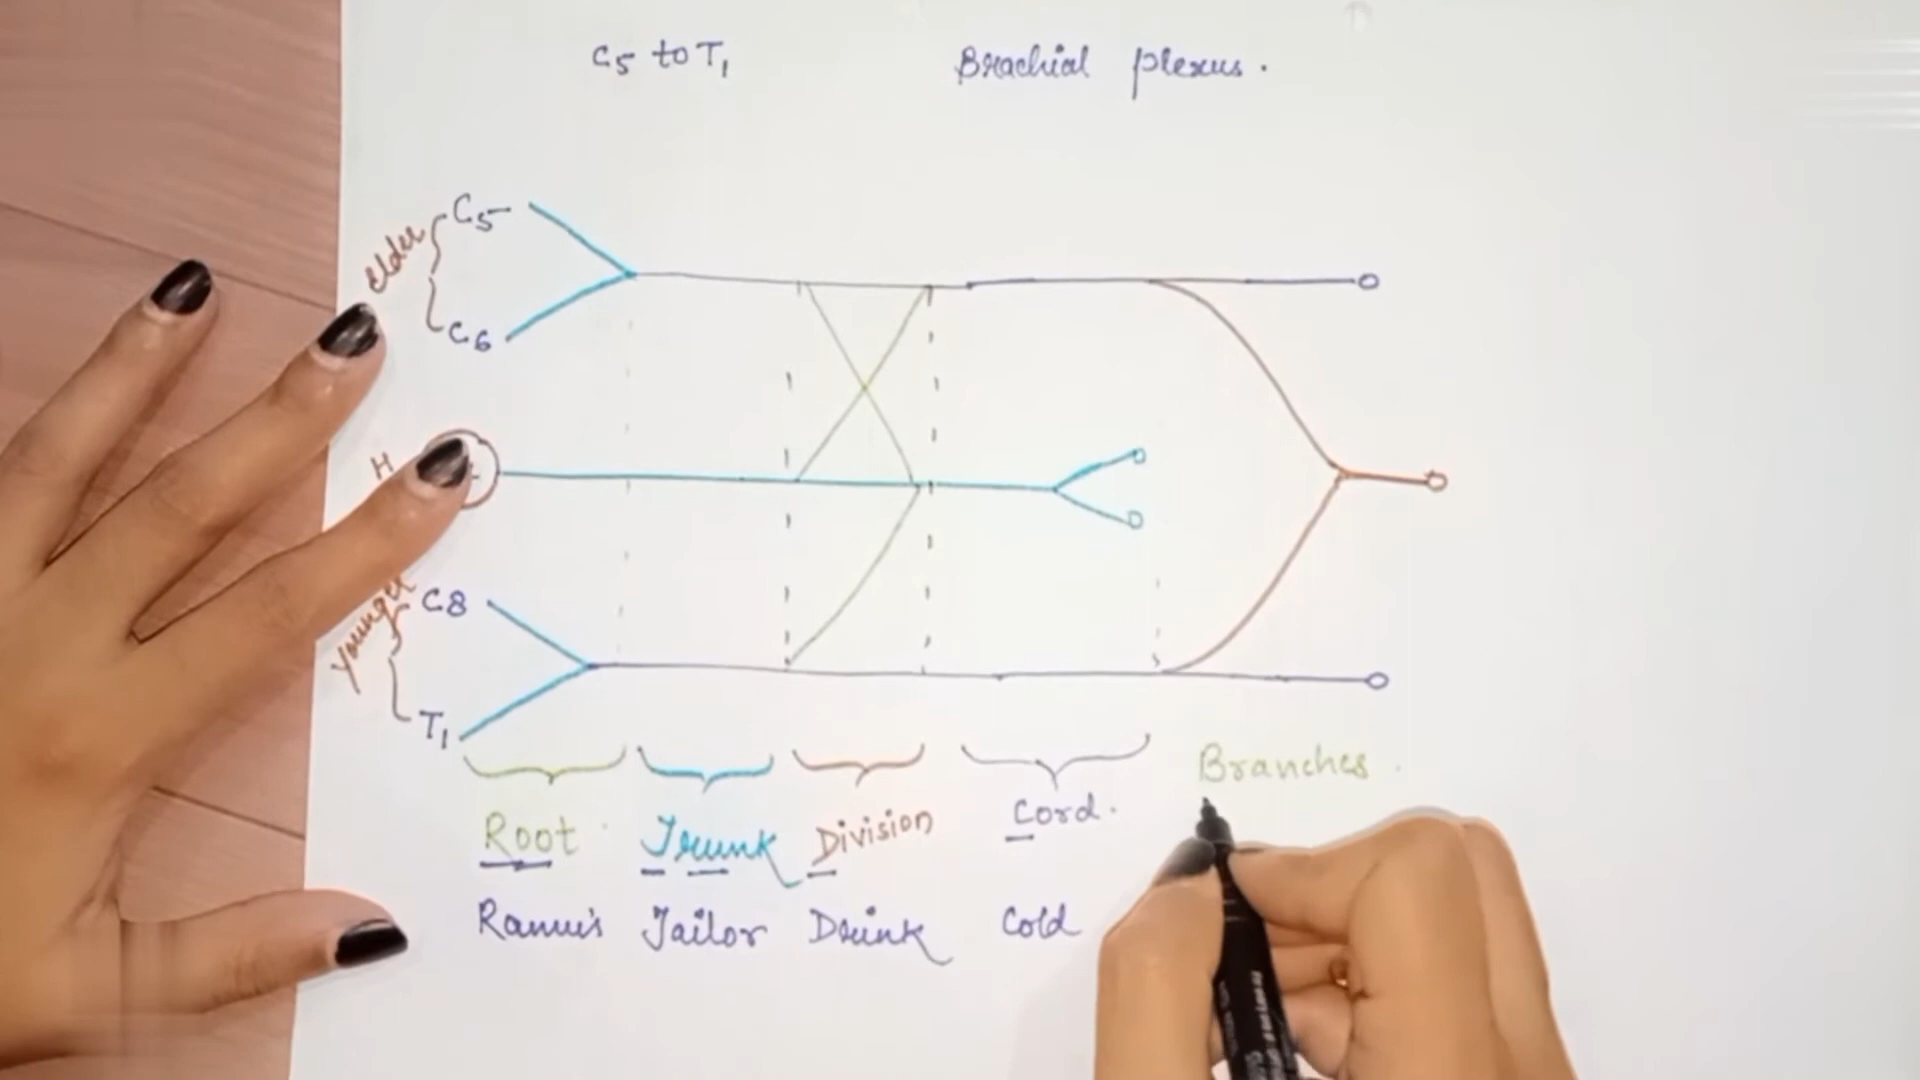 C5 to T1 Brachial plexus.
elder
C5
C6
H
younger
C8
T1
Root Trunk Division Cord. Branches.
Ramu's Tailor Drink Cold